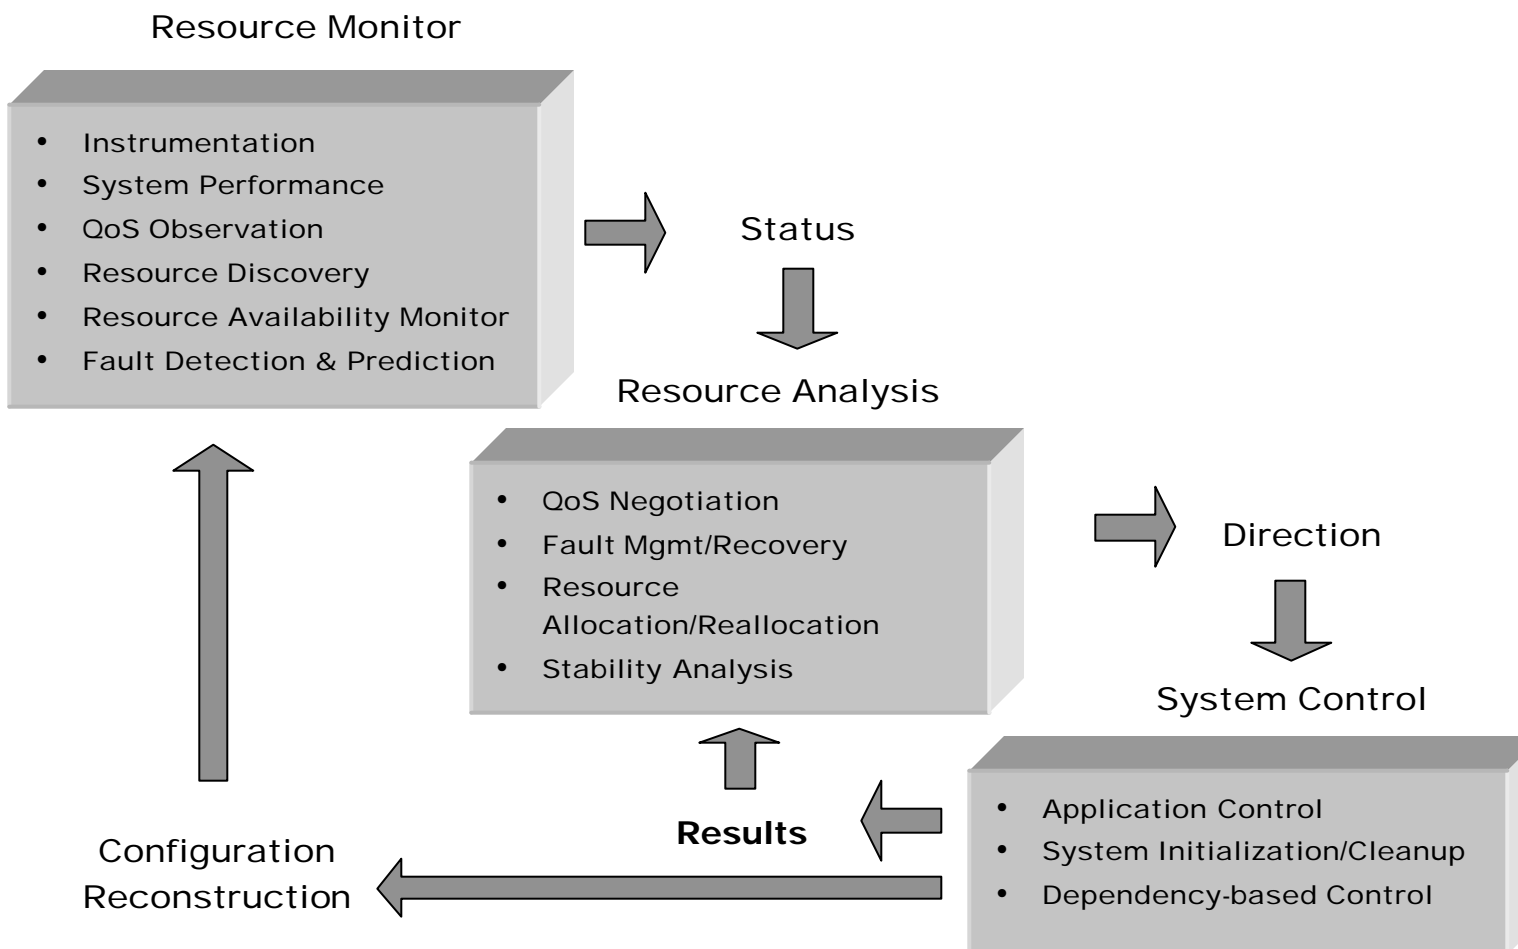 Resource Monitor
• Instrumentation
• System Performance
• QoS Observation
• Resource Discovery
• Resource Availability Monitor
• Fault Detection & Prediction
Status
Resource Analysis
• QoS Negotiation
• Fault Mgmt/Recovery
• Resource
Allocation/Reallocation
• Stability Analysis
Direction
System Control
• Application Control
• System Initialization/Cleanup
• Dependency-based Control
Results
Configuration
Reconstruction